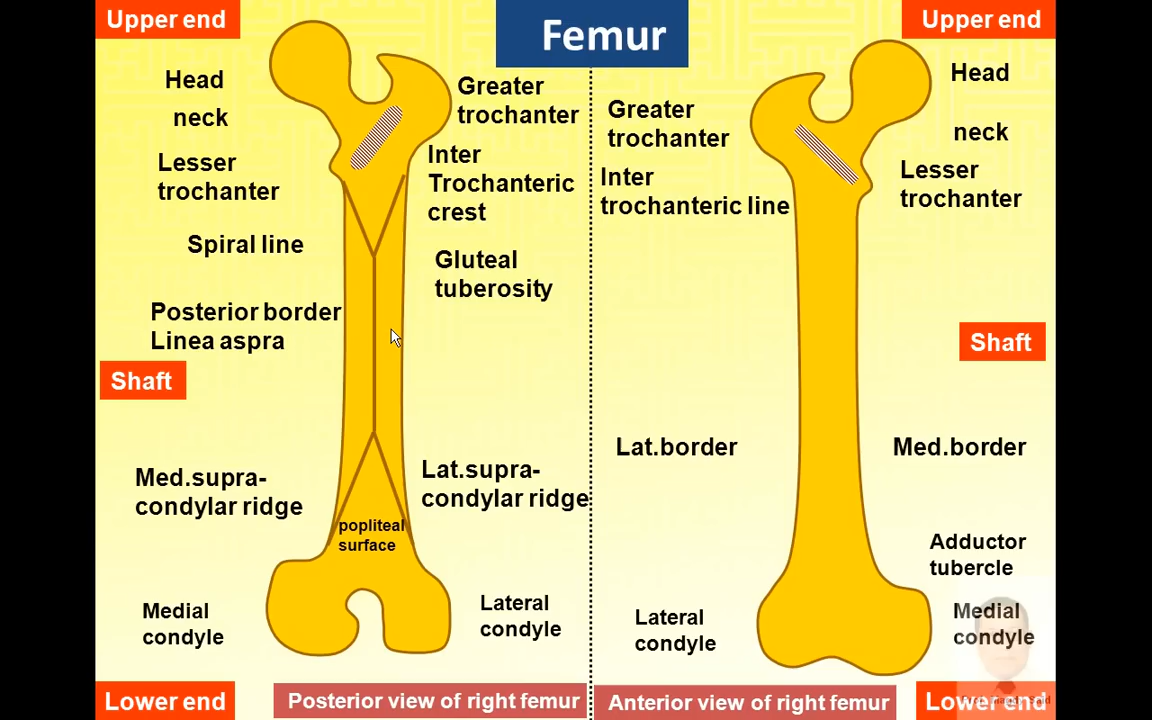 Femur
Upper end
Head
neck
Lesser
trochanter
Spiral line
Posterior border
Linea aspra
Shaft
Med.supra-
condylar ridge
Medial
condyle
Lower end
Greater
trochanter
Inter
Trochanteric
crest
Gluteal
tuberosity
Lat.supra-
condylar ridge
popliteal
surface
Lateral
condyle
Posterior view of right femur
Greater
trochanter
Inter
trochanteric line
Lat.border
Lateral
condyle
Anterior view of right femur
Upper end
Head
neck
Lesser
trochanter
Shaft
Med.border
Adductor
tubercle
Medial
condyle
Lower end